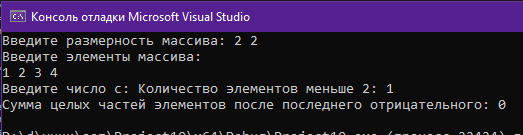 Консоль отладки Microsoft Visual Studio
Введите размерность массива: 2 2
Введите элементы массива:
1 2 3 4
Введите число с: Количество элементов меньше 2: 1
Сумма целых частей элементов после последнего отрицательного: 0